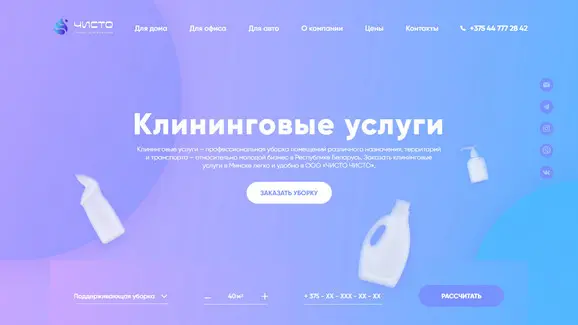 ЧИСТО
Для дома
Для офиса
Для авто
О компании
Цены
Контакты
+375 44 777 28 42
Клининговые услуги
Клининговые услуги – профессиональная уборка помещений различного назначения, территорий
и транспорта – относительно молодой бизнес в Республике Беларусь. Заказать клининговые
услуги в Минске легко и удобно в ООО «ЧИСТО ЧИСТО».
ЗАКАЗАТЬ УБОРКУ
Поддерживающая уборка
— 40 м² +
+ 375 – XX – XXX – XX – XX
РАССЧИТАТЬ